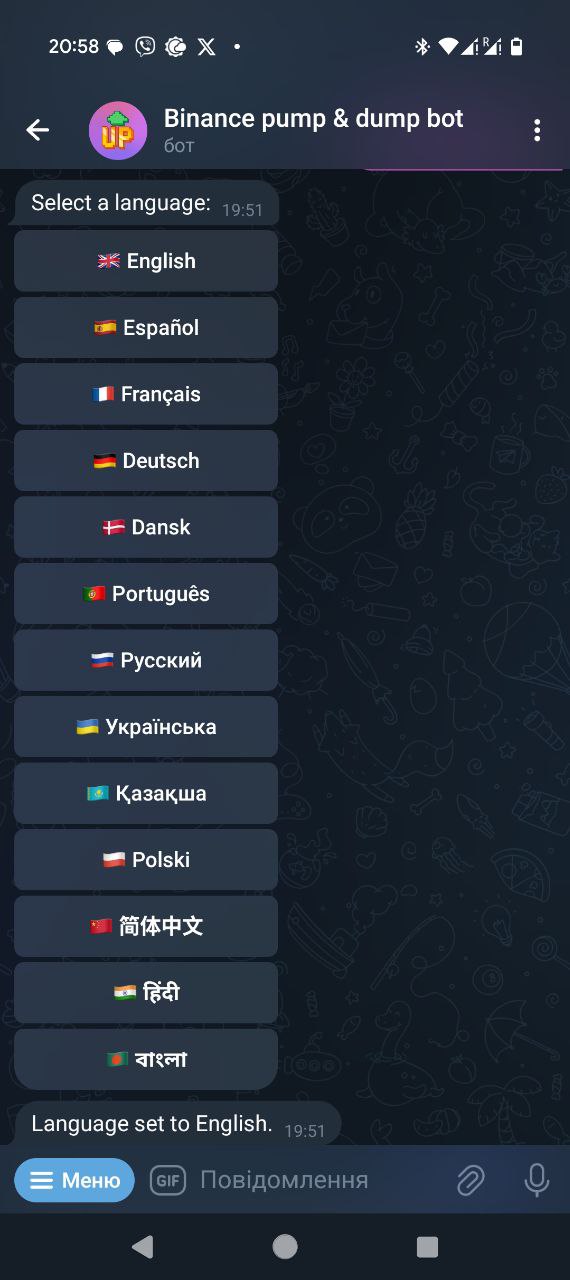 20:58
Binance pump & dump bot
бот
UP
Select a language: 19:51
English
Español
Français
Deutsch
Dansk
Português
Русский
Українська
Қазақша
Polski
简体中文
हिंदी
বাংলা
Language set to English. 19:51
Меню GIF Повідомлення